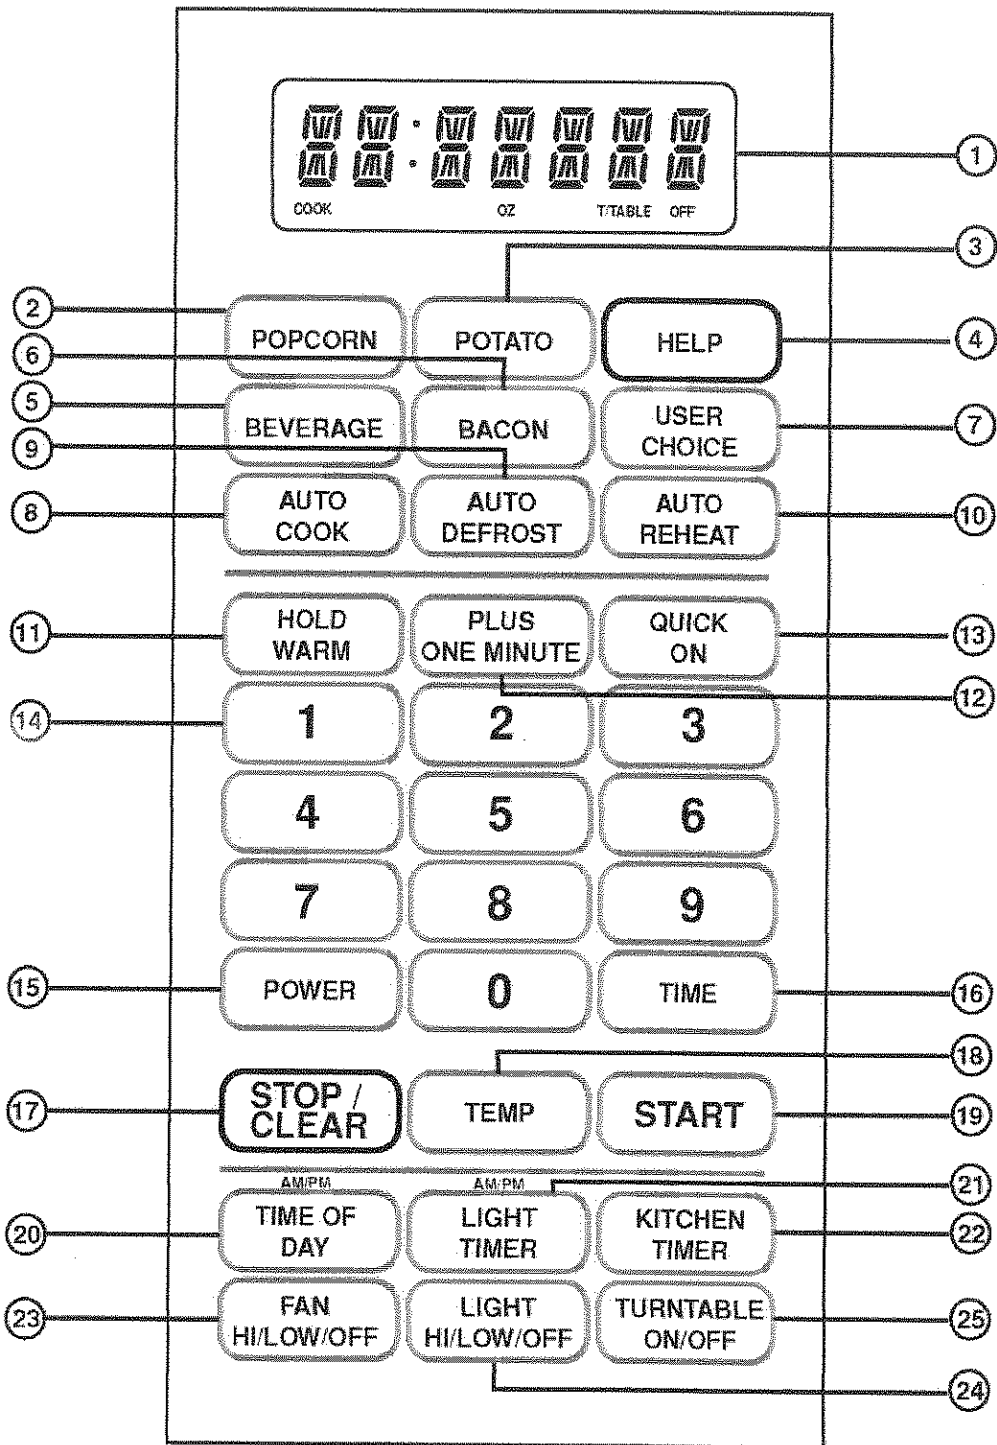 COOK OZ T/TABLE OFF
1
3
2
POPCORN POTATO HELP
4
6
5
BEVERAGE BACON USER CHOICE
7
9
8
AUTO COOK AUTO DEFROST AUTO REHEAT
10
11
HOLD WARM PLUS ONE MINUTE QUICK ON
13
12
14
1 2 3
4 5 6
7 8 9
15
POWER 0 TIME
16
18
17
STOP / CLEAR TEMP START
19
AM/PM AM/PM
21
20
TIME OF DAY LIGHT TIMER KITCHEN TIMER
22
23
FAN HI/LOW/OFF LIGHT HI/LOW/OFF TURNTABLE ON/OFF
25
24